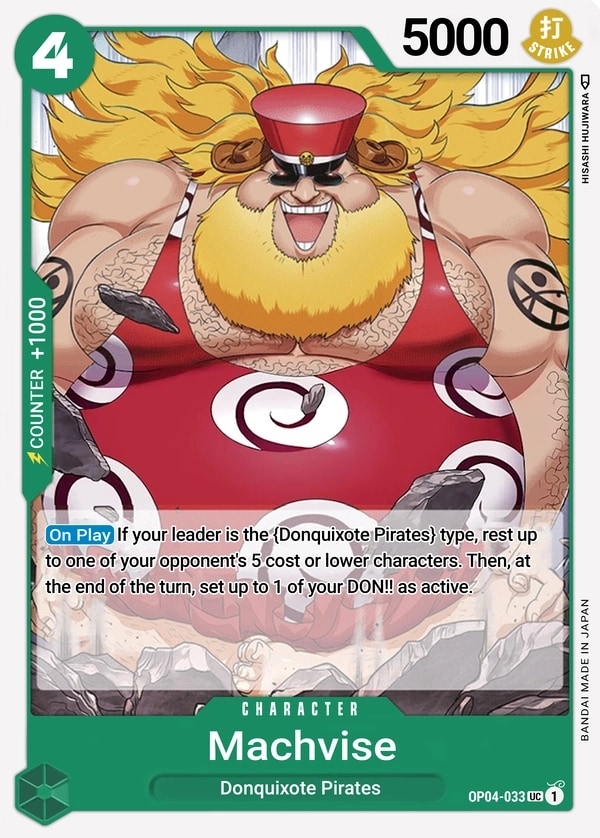 4
5000
打
STRIKE
HISASHI HUJIWARA
COUNTER +1000
On Play If your leader is the {Donquixote Pirates} type, rest up
to one of your opponent's 5 cost or lower characters. Then, at
the end of the turn, set up to 1 of your DON!! as active.
BANDAI MADE IN JAPAN
CHARACTER
Machvise
Donquixote Pirates
OP04-033 UC 1